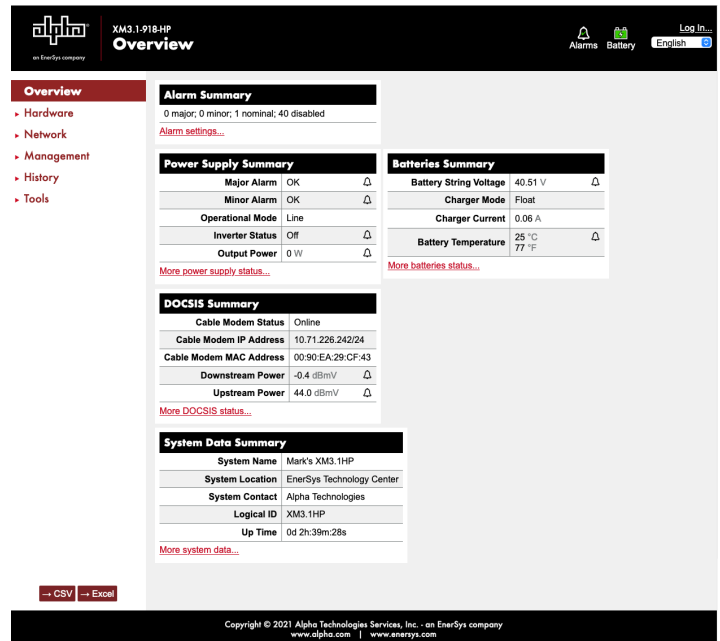 alpha
an EnerSys company
XM3.1-918-HP
Overview
Alarms
Battery
Log In...
English
Overview
Hardware
Network
Management
History
Tools
Alarm Summary
0 major; 0 minor; 1 nominal; 40 disabled
Alarm settings...
Power Supply Summary
Major Alarm OK
Minor Alarm OK
Operational Mode Line
Inverter Status Off
Output Power 0 W
More power supply status...
Batteries Summary
Battery String Voltage 40.51 V
Charger Mode Float
Charger Current 0.06 A
Battery Temperature 25 °C
77 °F
More batteries status...
DOCSIS Summary
Cable Modem Status Online
Cable Modem IP Address 10.71.226.242/24
Cable Modem MAC Address 00:90:EA:29:CF:43
Downstream Power -0.4 dBmV
Upstream Power 44.0 dBmV
More DOCSIS status...
System Data Summary
System Name Mark's XM3.1HP
System Location EnerSys Technology Center
System Contact Alpha Technologies
Logical ID XM3.1HP
Up Time 0d 2h:39m:28s
More system data...
→ CSV
→ Excel
Copyright © 2021 Alpha Technologies Services, Inc. - an EnerSys company
www.alpha.com | www.enersys.com